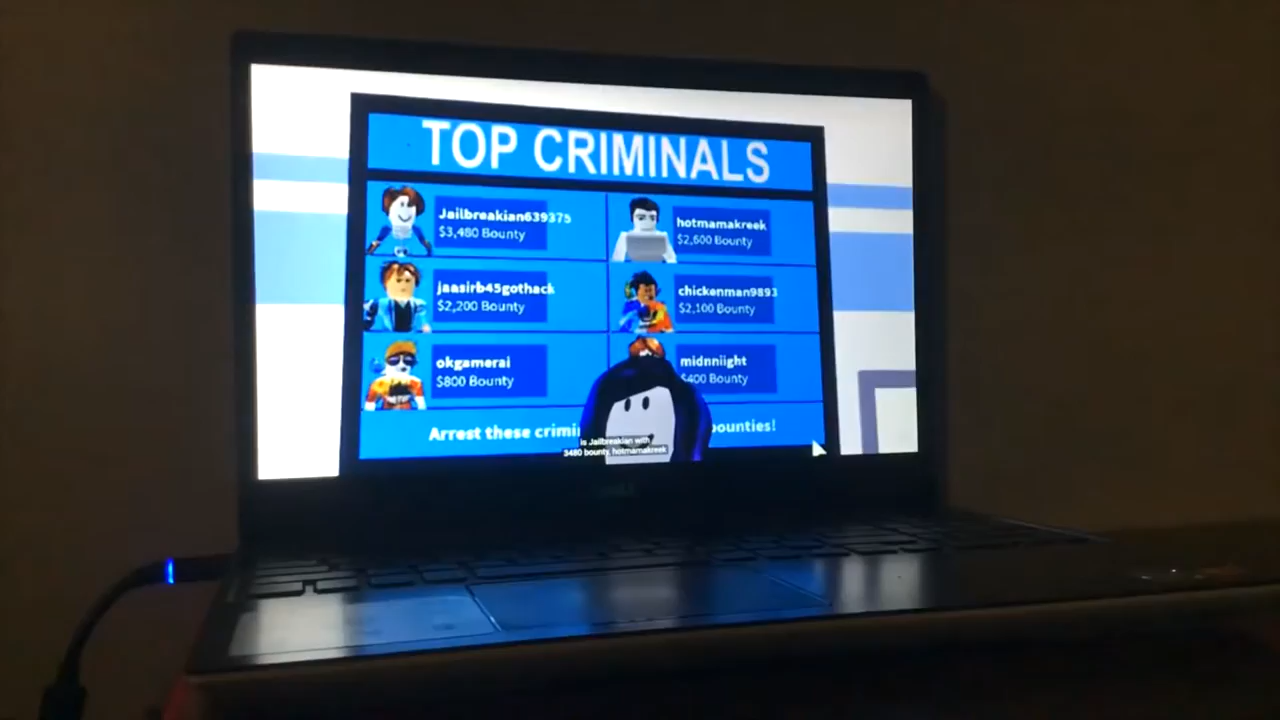 TOP CRIMINALS
Jailbreakian639375
$3,480 Bounty
hotmamakreek
$2,600 Bounty
jaasirb45gothack
$2,200 Bounty
chickenman9893
$2,100 Bounty
okgamerai
$800 Bounty
midnniight
$400 Bounty
Arrest these crimi
bounties!
is Jailbreakian with
3480 bounty, hotmamakreek